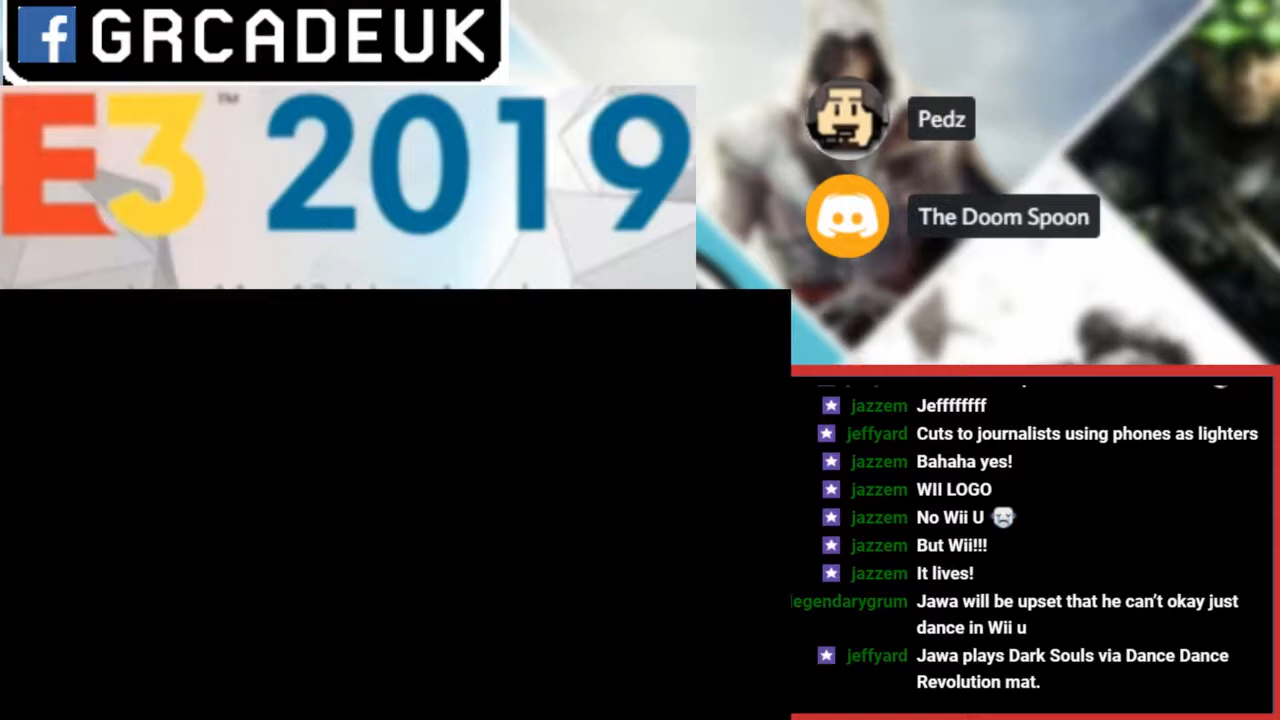 GRCADEUK
E3™ 2019
Pedz
The Doom Spoon
jazzem Jeffffffff
jeffyard Cuts to journalists using phones as lighters
jazzem Bahaha yes!
jazzem WII LOGO
jazzem No Wii U
jazzem But Wii!!!
jazzem It lives!
legendarygrum Jawa will be upset that he can’t okay just
dance in Wii u
jeffyard Jawa plays Dark Souls via Dance Dance
Revolution mat.